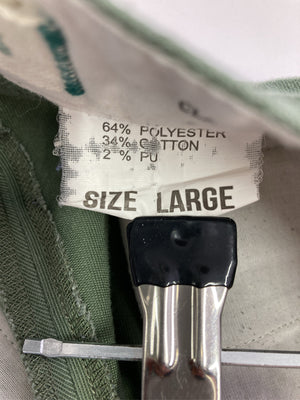 64% POLYESTER
34% COTTON
2 % PU
SIZE LARGE